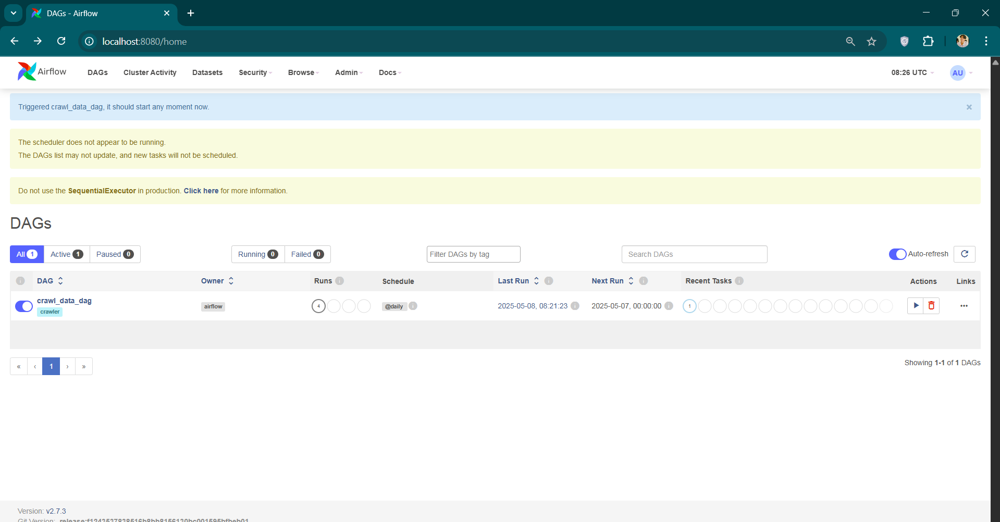 DAGs - Airflow
localhost:8080/home
Airflow DAGs Cluster Activity Datasets Security Browse Admin Docs 08:26 UTC AU
Triggered crawl_data_dag, it should start any moment now. ×
The scheduler does not appear to be running.
The DAGs list may not update, and new tasks will not be scheduled.
Do not use the SequentialExecutor in production. Click here for more information.
DAGs
All 1 Active 1 Paused 0 Running 0 Failed 0 Filter DAGs by tag Search DAGs Auto-refresh
i DAG Owner Runs i Schedule Last Run i Next Run i Recent Tasks i Actions Links
crawl_data_dag airflow 4 @daily i 2025-05-08, 08:21:23 i 2025-05-07, 00:00:00 i 1
crawler
« ‹ 1 › » Showing 1-1 of 1 DAGs
Version: v2.7.3
Git Version: